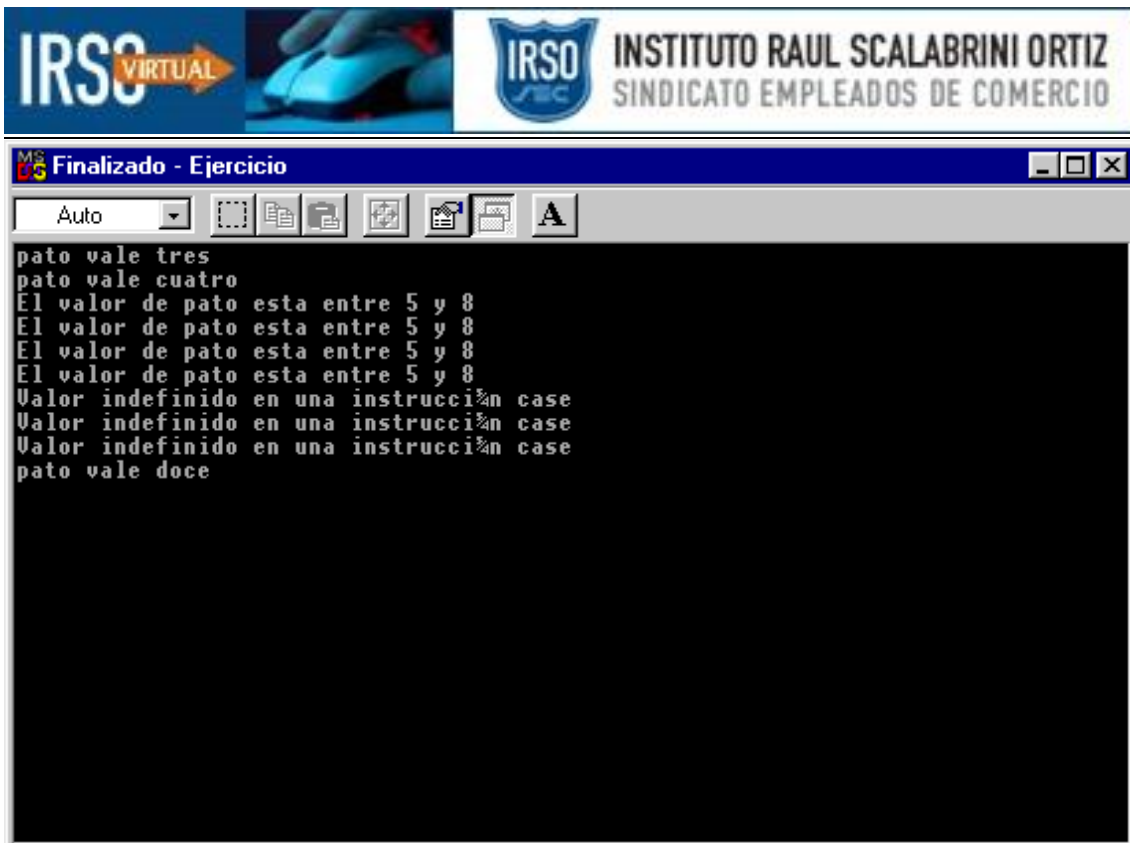 IRSO VIRTUAL
IRSO
SEC
INSTITUTO RAUL SCALABRINI ORTIZ
SINDICATO EMPLEADOS DE COMERCIO
MS DOS Finalizado - Ejercicio
Auto A
pato vale tres
pato vale cuatro
El valor de pato esta entre 5 y 8
El valor de pato esta entre 5 y 8
El valor de pato esta entre 5 y 8
El valor de pato esta entre 5 y 8
Valor indefinido en una instrucci¾n case
Valor indefinido en una instrucci¾n case
Valor indefinido en una instrucci¾n case
pato vale doce